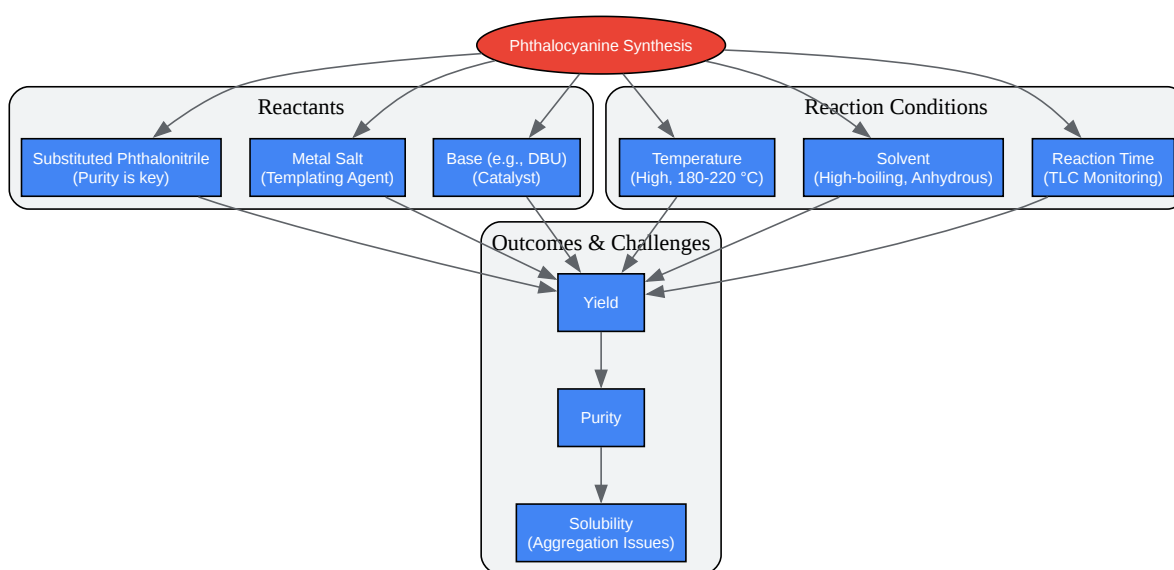 Phthalocyanine Synthesis
Reactants
Reaction Conditions
Substituted Phthalonitrile
(Purity is key)
Metal Salt
(Templating Agent)
Base (e.g., DBU)
(Catalyst)
Temperature
(High, 180-220 °C)
Solvent
(High-boiling, Anhydrous)
Reaction Time
(TLC Monitoring)
Outcomes & Challenges
Yield
Purity
Solubility
(Aggregation Issues)